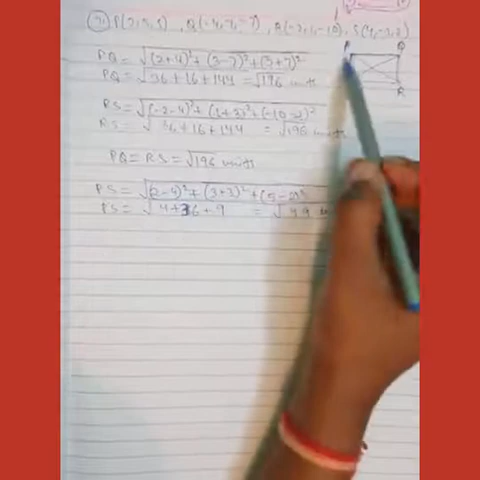 P(2,3,5), Q(-4,7,-7), R(-2,1,-10), S(4,-3,2)
P Q
R
PQ = √(2+4)²+(3-7)²+(5+7)²
PQ = √36+16+144 = √196 units
RS = √(-2-4)²+(1+3)²+(-10-2)²
RS = √36+16+144 = √196 units
PQ = RS = √196 units
PS = √(2-4)²+(3+3)²+(5-2)²
PS = √4+36+9 = √49